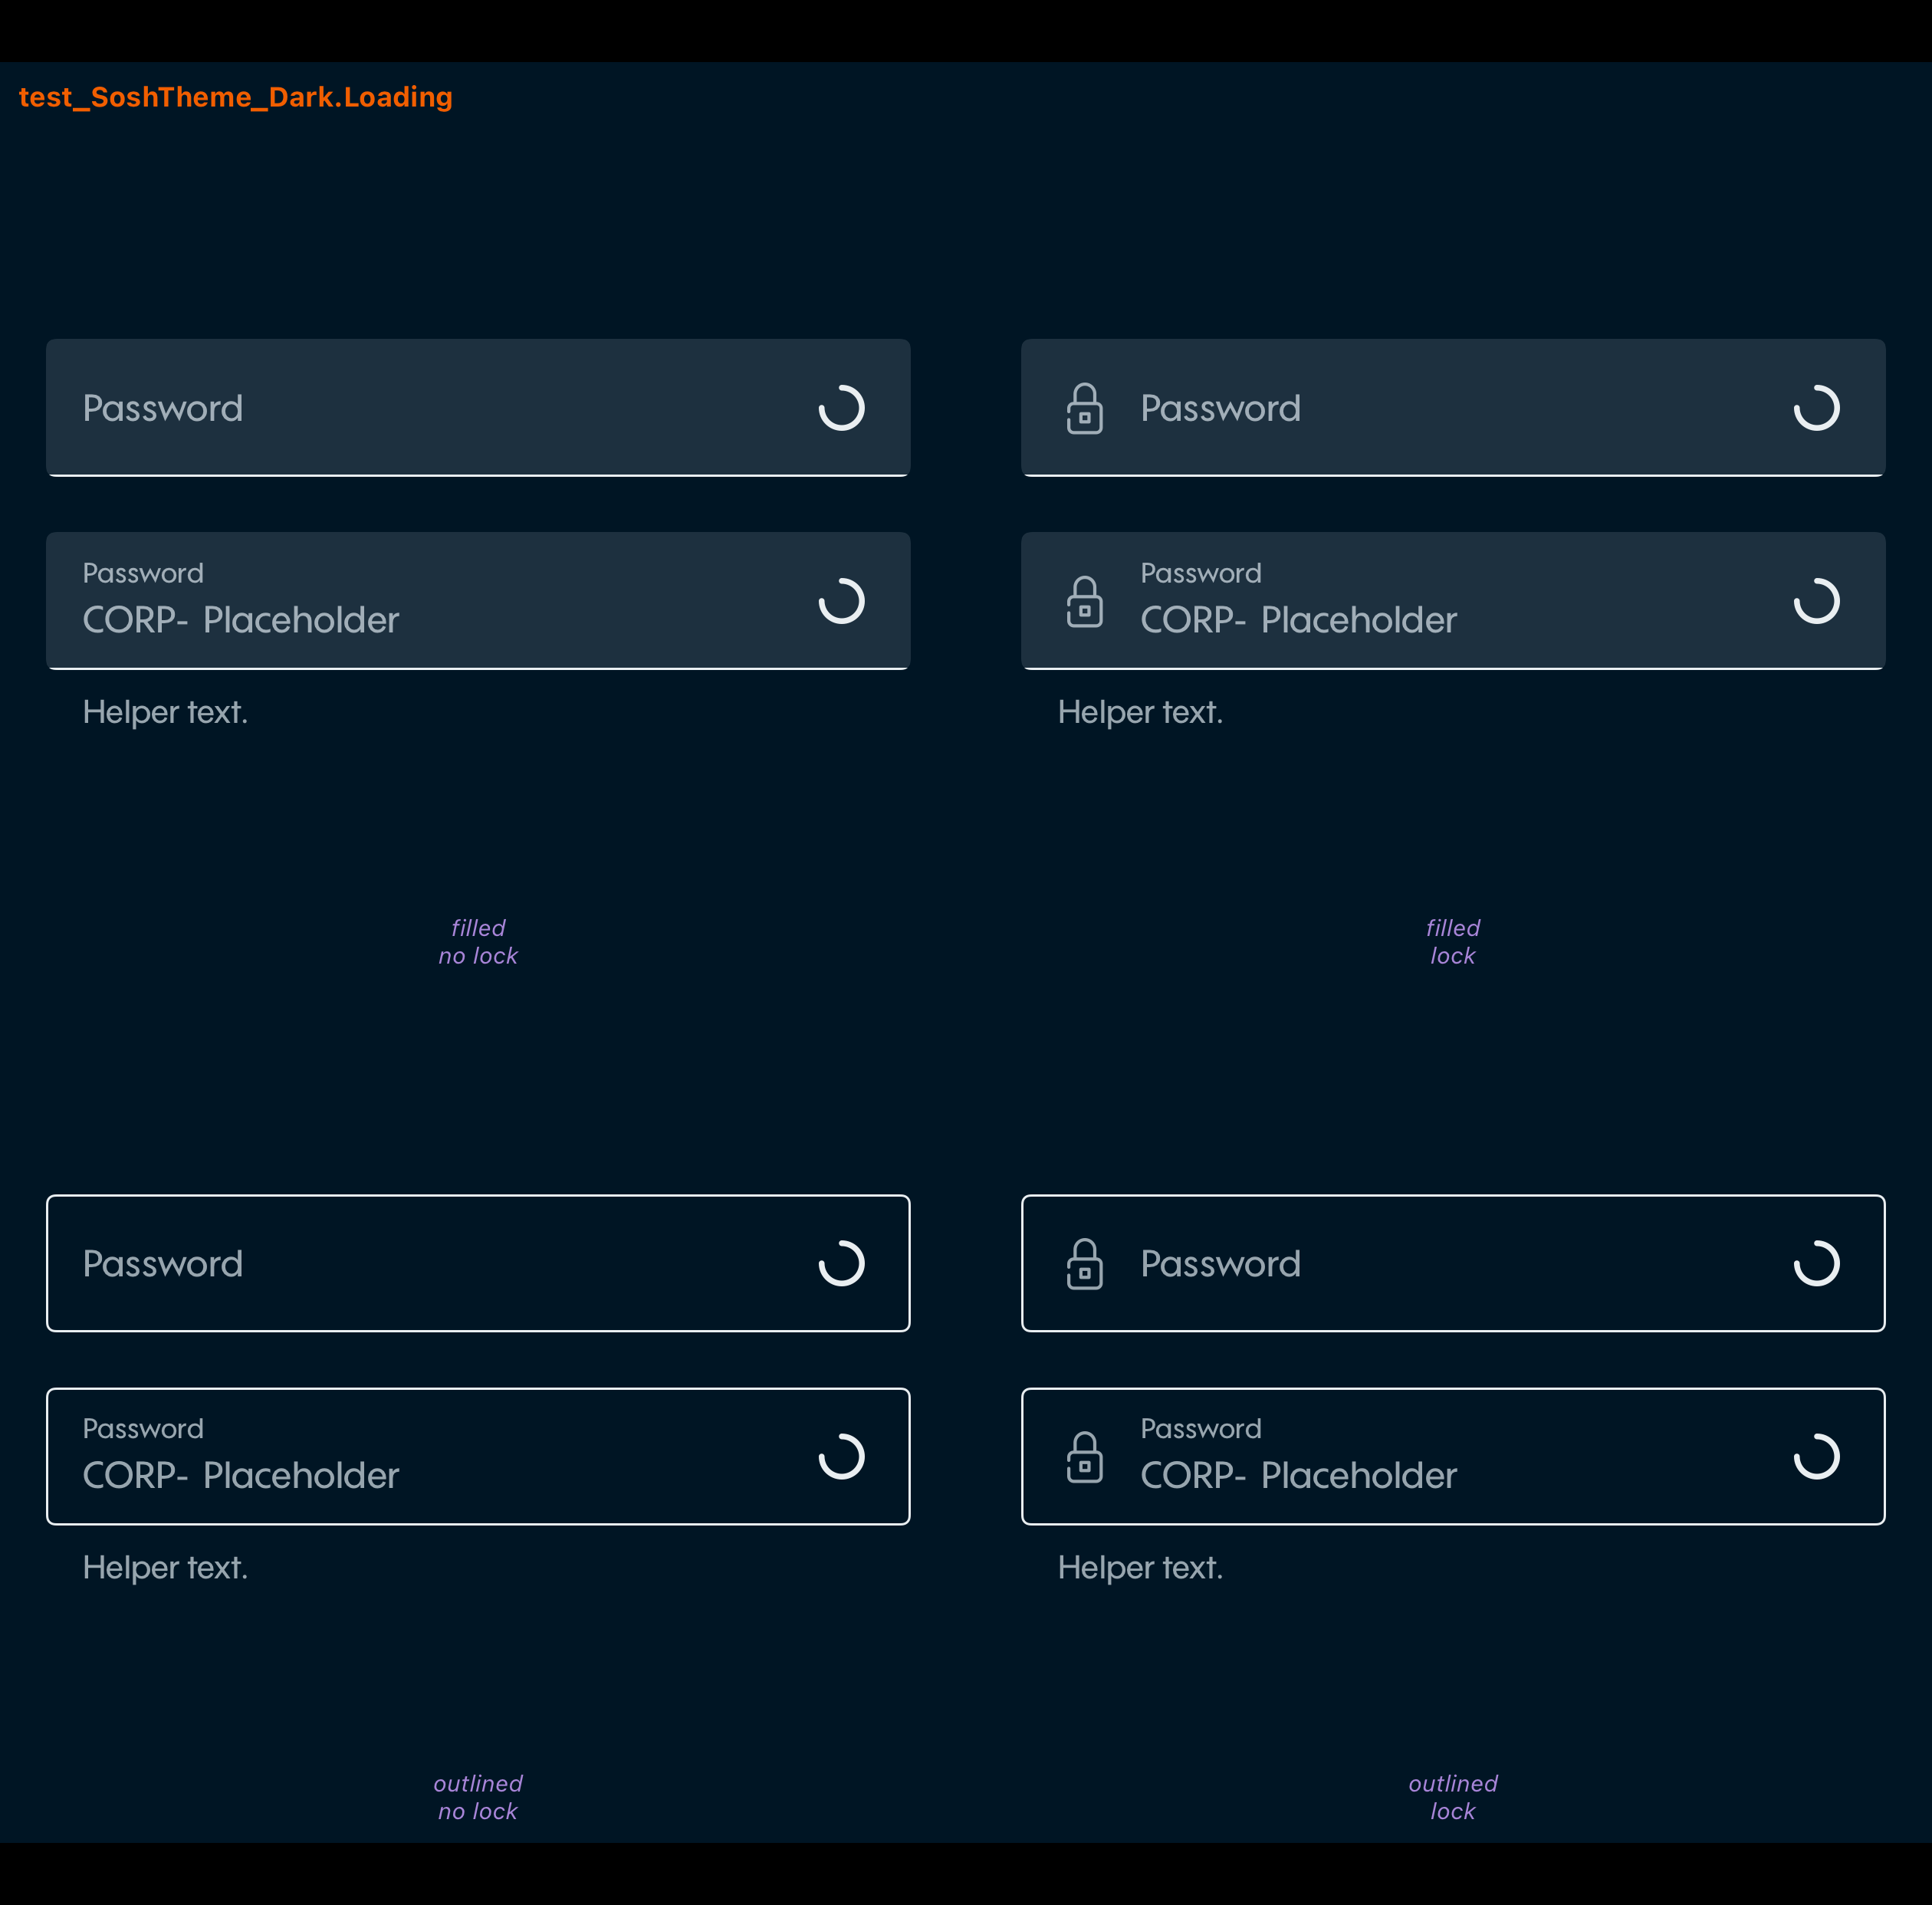 test_SoshTheme_Dark.Loading
Password
Password
CORP- Placeholder
Helper text.
filled
no lock
Password
Password
CORP- Placeholder
Helper text.
filled
lock
Password
Password
CORP- Placeholder
Helper text.
outlined
no lock
Password
Password
CORP- Placeholder
Helper text.
outlined
lock